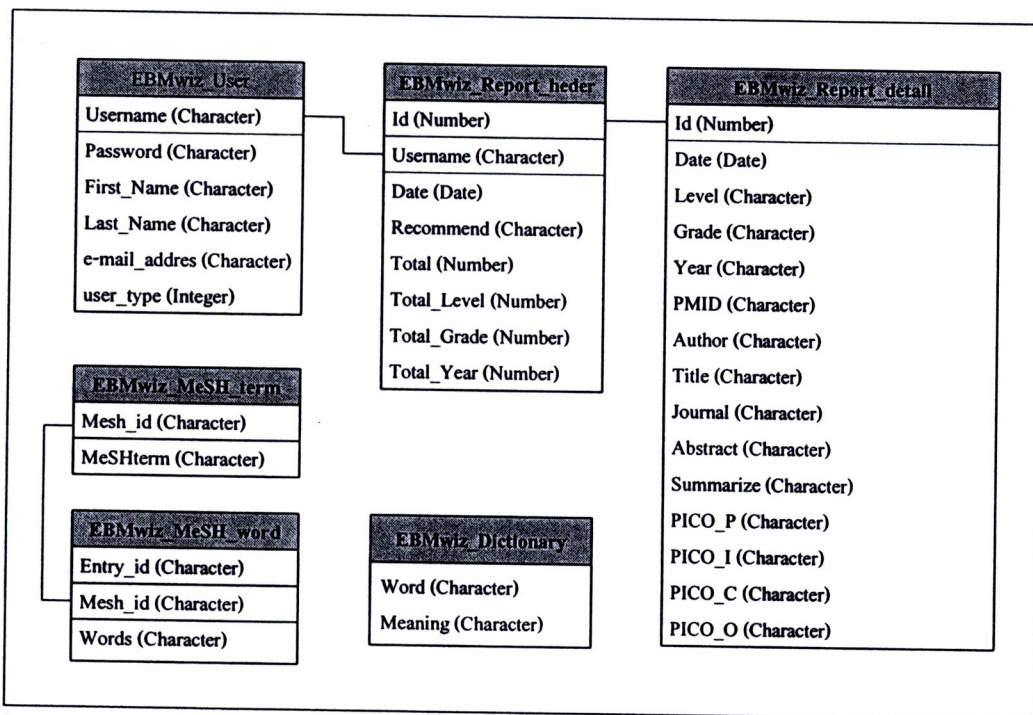 EBMwiz_User
Username (Character)
Password (Character)
First_Name (Character)
Last_Name (Character)
e-mail_addres (Character)
user_type (Integer)
EBMwiz_Report_heder
Id (Number)
Username (Character)
Date (Date)
Recommend (Character)
Total (Number)
Total_Level (Number)
Total_Grade (Number)
Total_Year (Number)
EBMwiz_Report_detail
Id (Number)
Date (Date)
Level (Character)
Grade (Character)
Year (Character)
PMID (Character)
Author (Character)
Title (Character)
Journal (Character)
Abstract (Character)
Summarize (Character)
PICO_P (Character)
PICO_I (Character)
PICO_C (Character)
PICO_O (Character)
EBMwiz_MeSH_term
Mesh_id (Character)
MeSHterm (Character)
EBMwiz_MeSH_word
Entry_id (Character)
Mesh_id (Character)
Words (Character)
EBMwiz_Dictionary
Word (Character)
Meaning (Character)